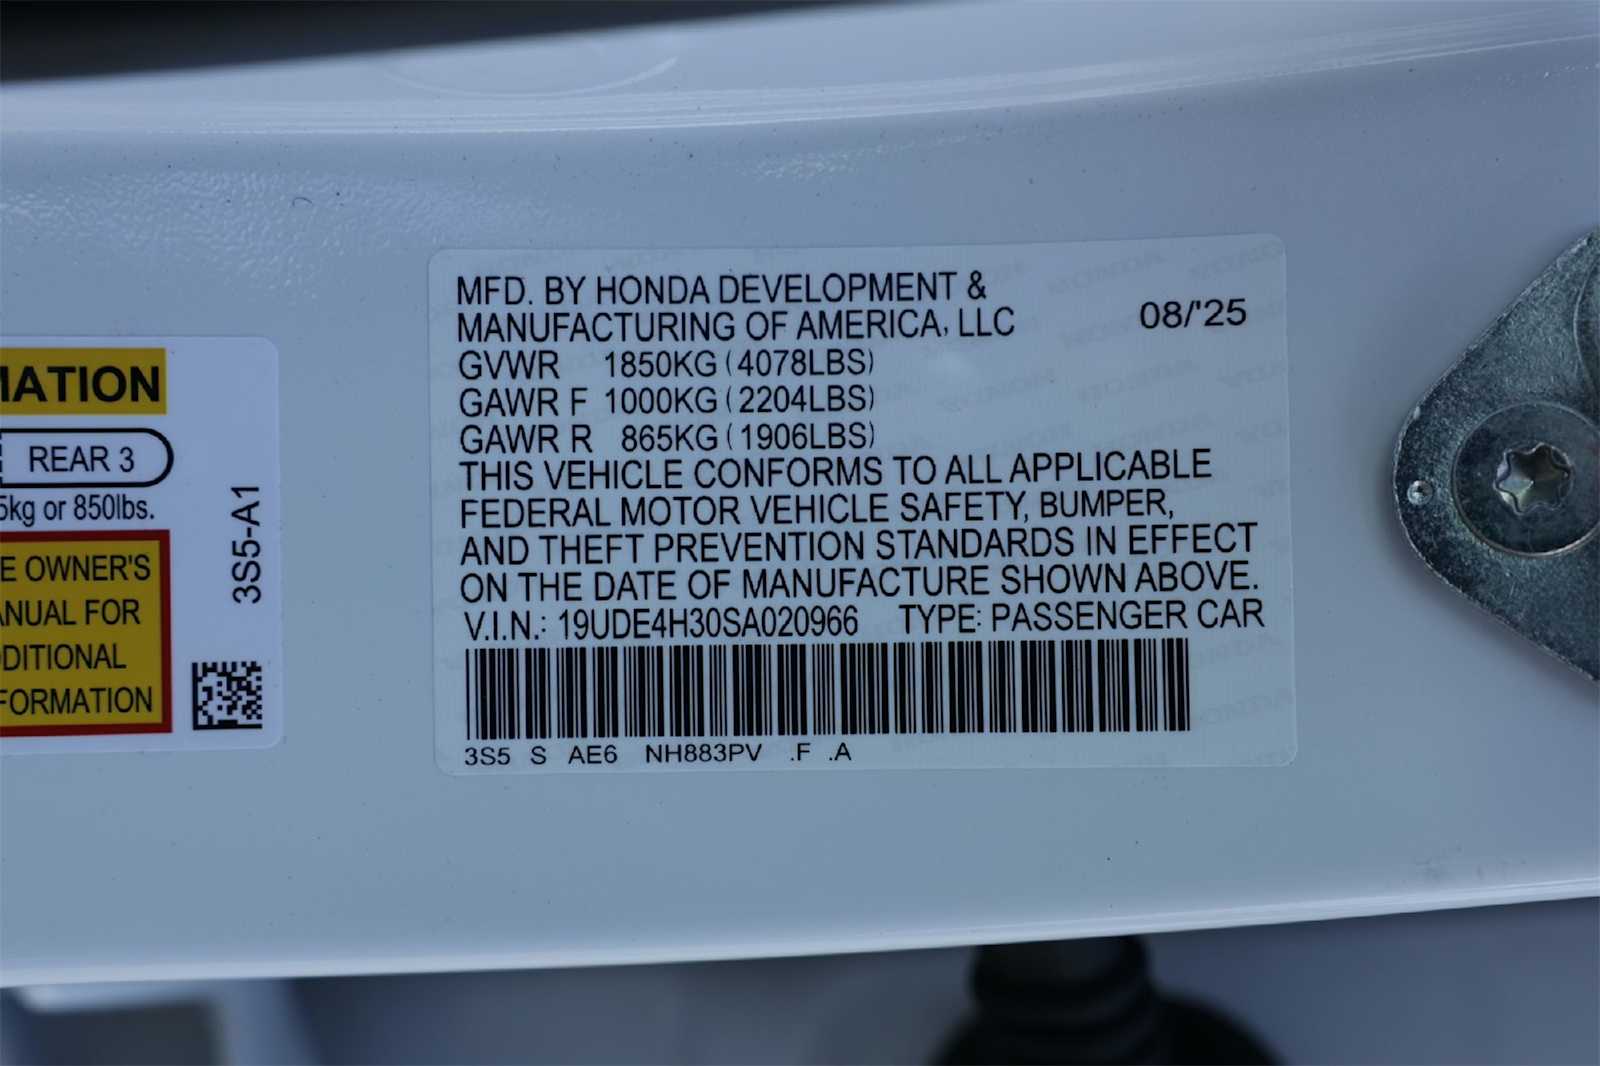 MATION
REAR 3
5kg or 850lbs.
E OWNER'S
ANUAL FOR
DDITIONAL
FORMATION
3S5-A1
MFD. BY HONDA DEVELOPMENT &
MANUFACTURING OF AMERICA, LLC 08/'25
GVWR 1850KG (4078LBS)
GAWR F 1000KG (2204LBS)
GAWR R 865KG (1906LBS)
THIS VEHICLE CONFORMS TO ALL APPLICABLE
FEDERAL MOTOR VEHICLE SAFETY, BUMPER,
AND THEFT PREVENTION STANDARDS IN EFFECT
ON THE DATE OF MANUFACTURE SHOWN ABOVE.
V.I.N.: 19UDE4H30SA020966 TYPE: PASSENGER CAR
3S5 S AE6 NH883PV .F .A